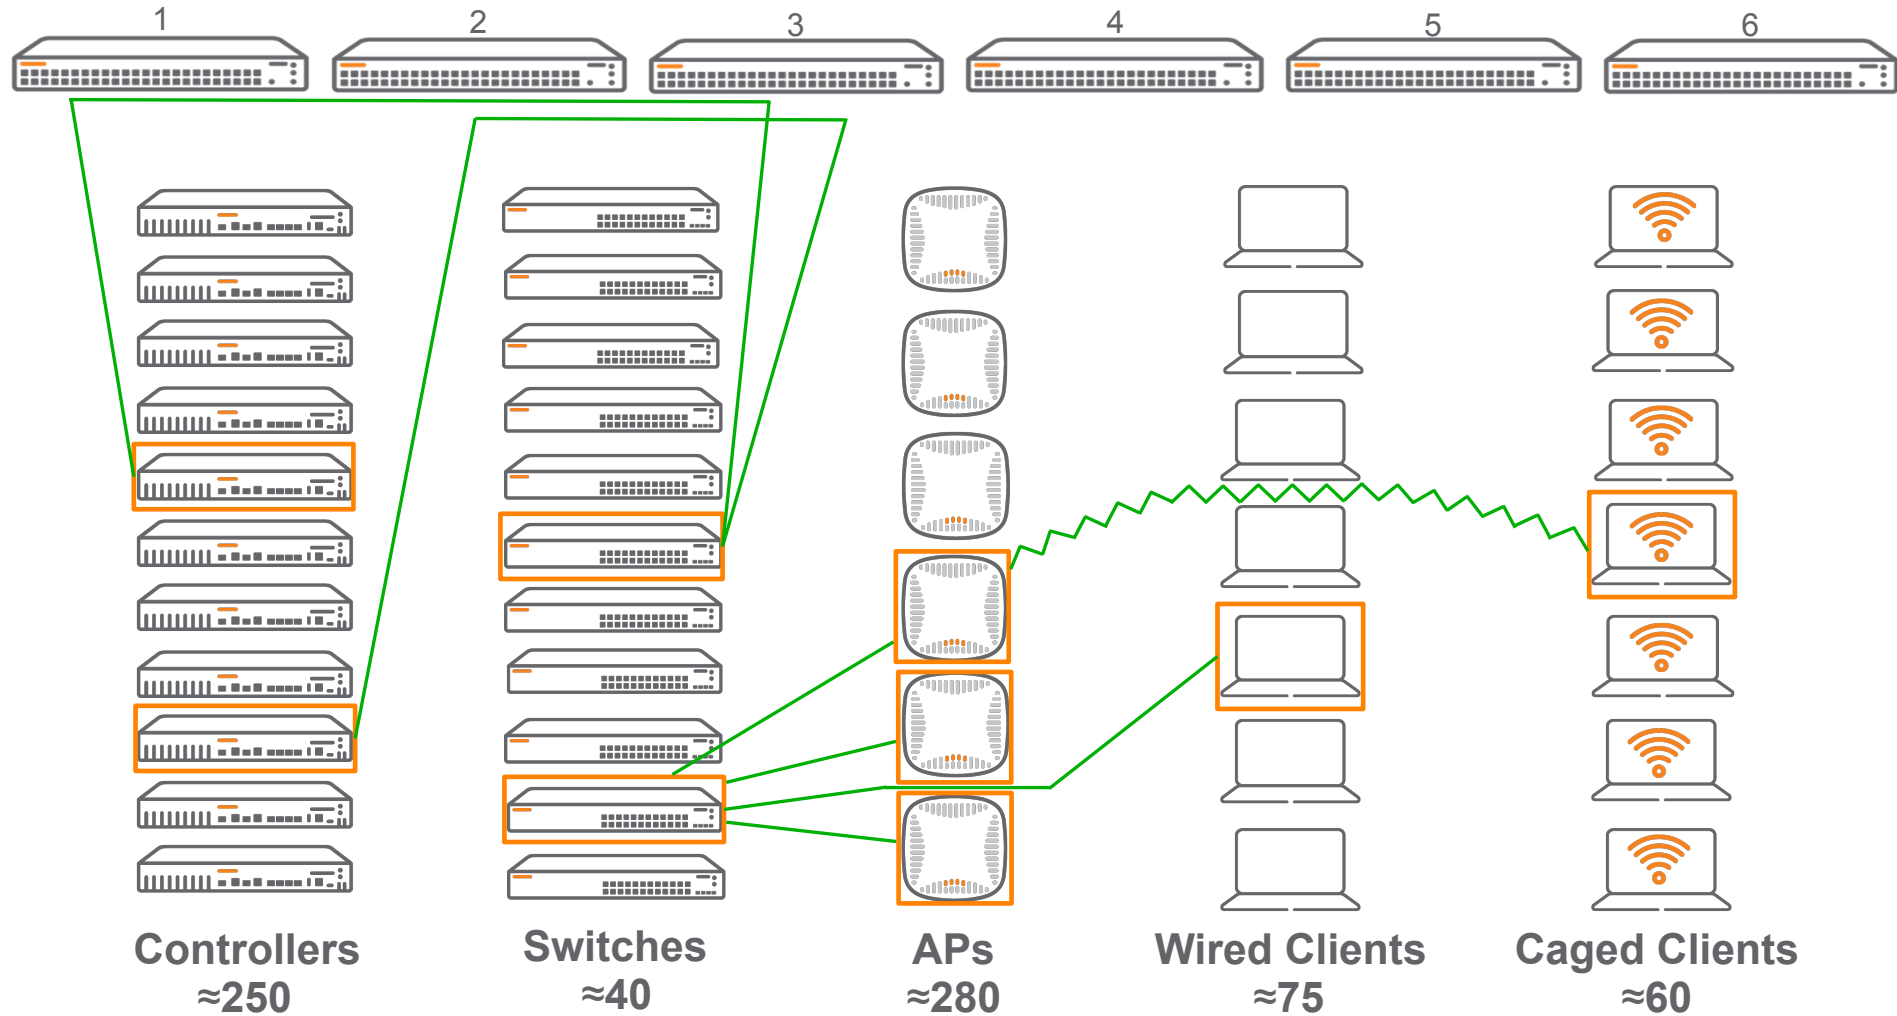 1 2 3 4 5 6
Controllers Switches APs Wired Clients Caged Clients
≈250 ≈40 ≈280 ≈75 ≈60